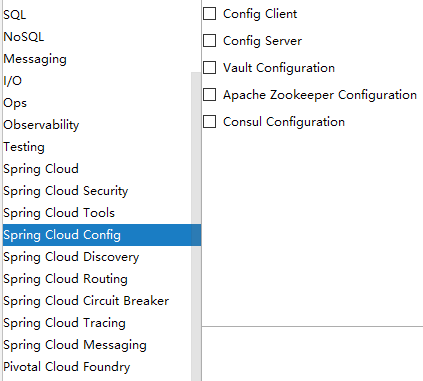 SQL
NoSQL
Messaging
I/O
Ops
Observability
Testing
Spring Cloud
Spring Cloud Security
Spring Cloud Tools
Spring Cloud Config
Spring Cloud Discovery
Spring Cloud Routing
Spring Cloud Circuit Breaker
Spring Cloud Tracing
Spring Cloud Messaging
Pivotal Cloud Foundry
Config Client
Config Server
Vault Configuration
Apache Zookeeper Configuration
Consul Configuration